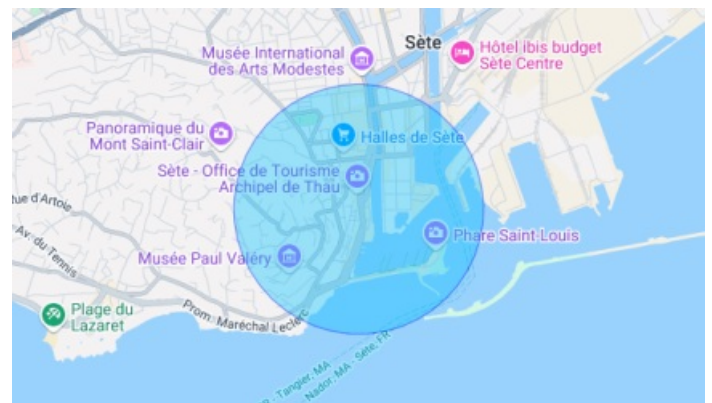 Sète
Musée International
des Arts Modestes
Hôtel ibis budget
Sète Centre
Panoramique du
Mont Saint-Clair
Halles de Sète
Sète - Office de Tourisme
Archipel de Thau
Rue d'Artois
Av. du Tennis
Musée Paul Valéry
Phare Saint-Louis
Plage du
Lazaret
Prom. Maréchal Leclerc
- Tangier, MA
Nador, MA - Sète, FR